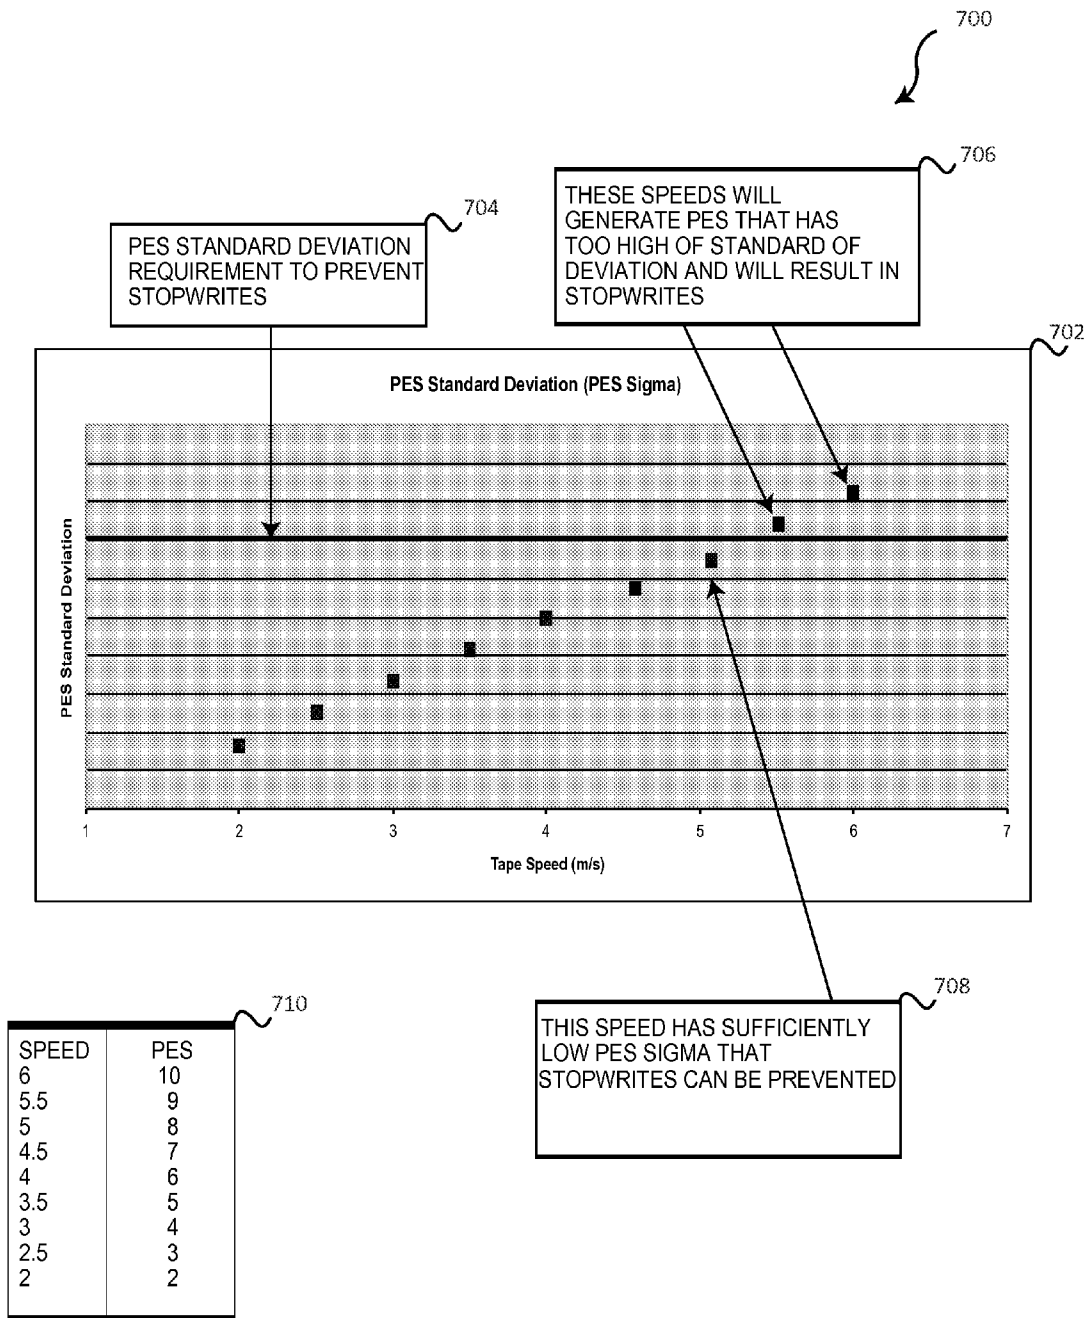 700
706
THESE SPEEDS WILL
GENERATE PES THAT HAS
TOO HIGH OF STANDARD OF
DEVIATION AND WILL RESULT IN
STOPWRITES
704
PES STANDARD DEVIATION
REQUIREMENT TO PREVENT
STOPWRITES
702
PES Standard Deviation (PES Sigma)
PES Standard Deviation
1 2 3 4 5 6 7
Tape Speed (m/s)
708
THIS SPEED HAS SUFFICIENTLY
LOW PES SIGMA THAT
STOPWRITES CAN BE PREVENTED
710
SPEED PES
6 10
5.5 9
5 8
4.5 7
4 6
3.5 5
3 4
2.5 3
2 2